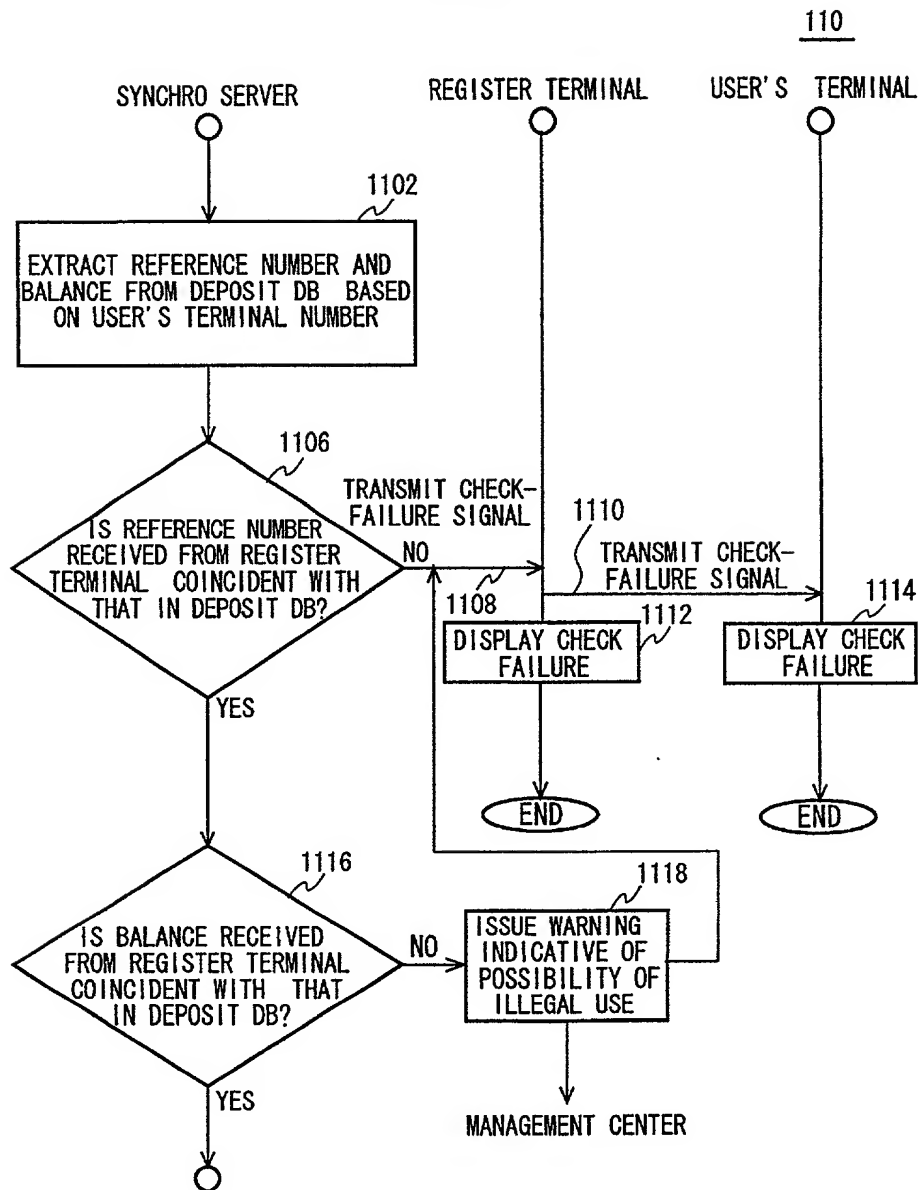 110
SYNCHRO SERVER
REGISTER TERMINAL
USER'S TERMINAL
1102
EXTRACT REFERENCE NUMBER AND
BALANCE FROM DEPOSIT DB BASED
ON USER'S TERMINAL NUMBER
1106
IS REFERENCE NUMBER
RECEIVED FROM REGISTER
TERMINAL COINCIDENT WITH
THAT IN DEPOSIT DB?
NO
TRANSMIT CHECK-
FAILURE SIGNAL
1108
1110
TRANSMIT CHECK-
FAILURE SIGNAL
1112
DISPLAY CHECK
FAILURE
1114
DISPLAY CHECK
FAILURE
YES
END
END
1116
IS BALANCE RECEIVED
FROM REGISTER TERMINAL
COINCIDENT WITH THAT
IN DEPOSIT DB?
NO
1118
ISSUE WARNING
INDICATIVE OF
POSSIBILITY OF
ILLEGAL USE
YES
MANAGEMENT CENTER